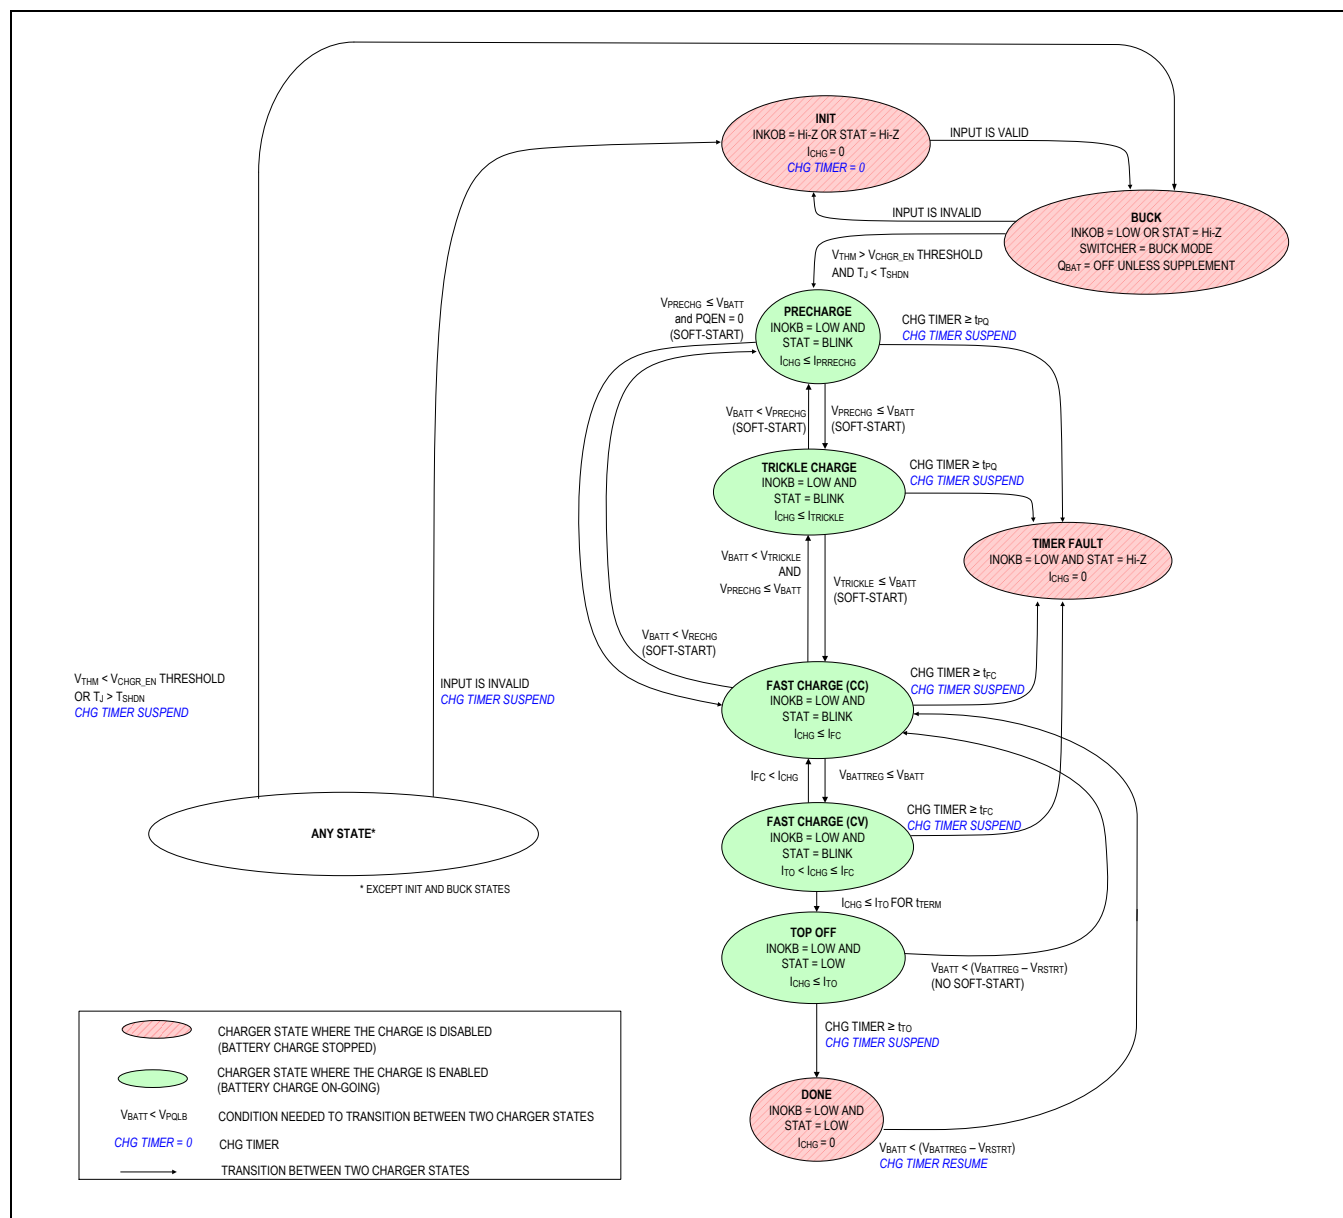 INIT
INKOB = Hi-Z OR STAT = Hi-Z
ICHG = 0
CHG TIMER = 0
INPUT IS VALID
INPUT IS INVALID
BUCK
INKOB = LOW OR STAT = Hi-Z
SWITCHER = BUCK MODE
QBAT = OFF UNLESS SUPPLEMENT
VTHM > VCHGR_EN THRESHOLD
AND TJ < TSHDN
VPRECHG ≤ VBATT
and PQEN = 0
(SOFT-START)
PRECHARGE
INOKB = LOW AND
STAT = BLINK
ICHG ≤ IPRRECHG
CHG TIMER ≥ tPQ
CHG TIMER SUSPEND
VBATT < VPRECHG
(SOFT-START)
VPRECHG ≤ VBATT
(SOFT-START)
TRICKLE CHARGE
INOKB = LOW AND
STAT = BLINK
ICHG ≤ ITRICKLE
CHG TIMER ≥ tPQ
CHG TIMER SUSPEND
TIMER FAULT
INOKB = LOW AND STAT = Hi-Z
ICHG = 0
VBATT < VTRICKLE
AND
VPRECHG ≤ VBATT
VTRICKLE ≤ VBATT
(SOFT-START)
VBATT < VRECHG
(SOFT-START)
VTHM < VCHGR_EN THRESHOLD
OR TJ > TSHDN
CHG TIMER SUSPEND
INPUT IS INVALID
CHG TIMER SUSPEND
FAST CHARGE (CC)
INOKB = LOW AND
STAT = BLINK
ICHG ≤ IFC
CHG TIMER ≥ tFC
CHG TIMER SUSPEND
IFC < ICHG
VBATTREG ≤ VBATT
ANY STATE*
* EXCEPT INIT AND BUCK STATES
FAST CHARGE (CV)
INOKB = LOW AND
STAT = BLINK
ITO < ICHG ≤ IFC
CHG TIMER ≥ tFC
CHG TIMER SUSPEND
ICHG ≤ ITO FOR tTERM
TOP OFF
INOKB = LOW AND
STAT = LOW
ICHG ≤ ITO
VBATT < (VBATTREG – VRSTRT)
(NO SOFT-START)
CHG TIMER ≥ tTO
CHG TIMER SUSPEND
DONE
INOKB = LOW AND
STAT = LOW
ICHG = 0
VBATT < (VBATTREG – VRSTRT)
CHG TIMER RESUME
CHARGER STATE WHERE THE CHARGE IS DISABLED
(BATTERY CHARGE STOPPED)
CHARGER STATE WHERE THE CHARGE IS ENABLED
(BATTERY CHARGE ON-GOING)
VBATT < VPQLB CONDITION NEEDED TO TRANSITION BETWEEN TWO CHARGER STATES
CHG TIMER = 0 CHG TIMER
TRANSITION BETWEEN TWO CHARGER STATES